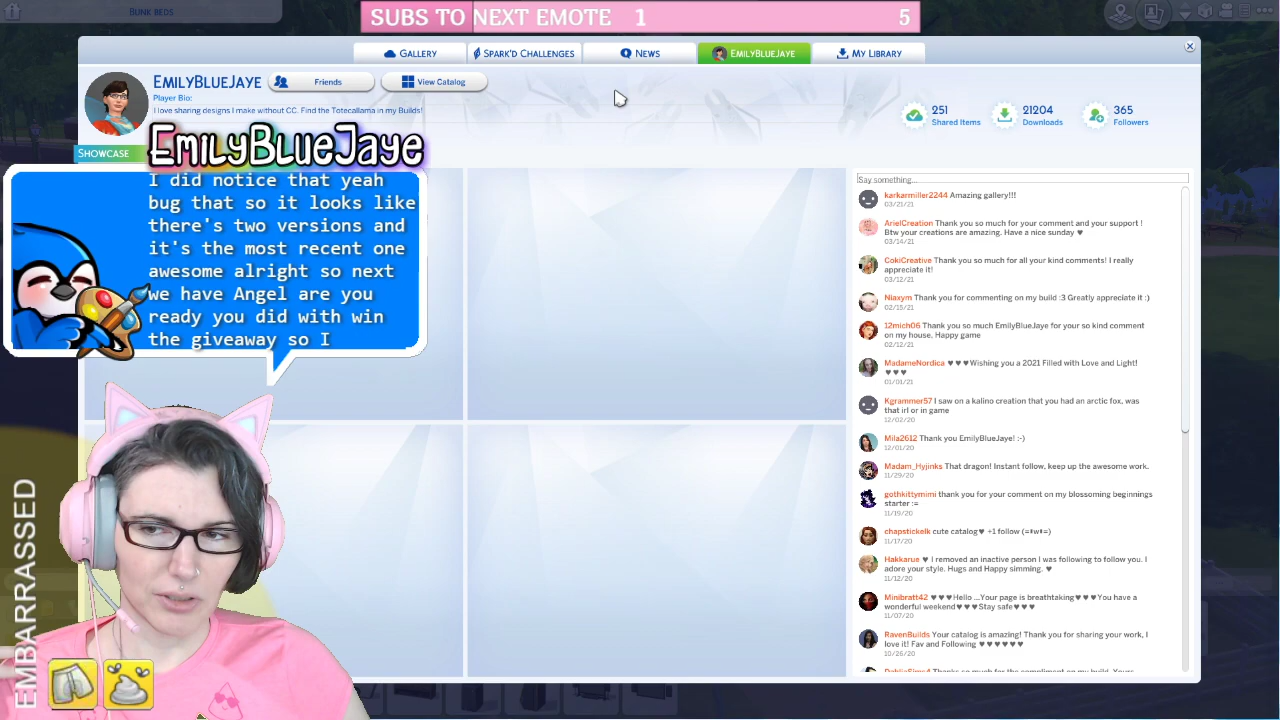 BUNK BEDS
SUBS TO NEXT EMOTE 1 5
GALLERY
SPARK'D CHALLENGES
NEWS
EMILYBLUEJAYE
MY LIBRARY
EMILYBLUEJAYE
Friends
View Catalog
Player Bio:
I love sharing designs I make without CC. Find the Totecallama in my Builds!
251
Shared Items
21204
Downloads
365
Followers
SHOWCASE
EmilyBlueJaye
I did notice that yeah
bug that so it looks like
there's two versions and
it's the most recent one
awesome alright so next
we have Angel are you
ready you did with win
the giveaway so I
EMBARRASSED
Say something...
karkarmiller2244 Amazing gallery!!!
03/21/21
ArielCreation Thank you so much for your comment and your support !
Btw your creations are amazing. Have a nice sunday ♥
03/14/21
CokiCreative Thank you so much for all your kind comments! I really
appreciate it!
03/12/21
Niaxym Thank you for commenting on my build :3 Greatly appreciate it :)
02/15/21
12mich06 Thank you so much EmilyBlueJaye for your so kind comment
on my house. Happy game
02/12/21
MadameNordica ♥♥♥Wishing you a 2021 Filled with Love and Light!
♥♥♥
01/01/21
Kgrammer57 I saw on a kalino creation that you had an arctic fox, was
that irl or in game
12/02/20
Mila2612 Thank you EmilyBlueJaye! :-)
12/01/20
Madam_Hyjinks That dragon! Instant follow, keep up the awesome work.
11/29/20
gothkittymimi thank you for your comment on my blossoming beginnings
starter :=
11/19/20
chapstickelk cute catalog♥ +1 follow (=♦w♦=)
11/17/20
Hakkarue ♥ I removed an inactive person I was following to follow you. I
adore your style. Hugs and Happy simming. ♥
11/12/20
Minibratt42 ♥♥♥Hello ...Your page is breathtaking♥♥♥You have a
wonderful weekend♥♥♥Stay safe♥♥♥
11/07/20
RavenBuilds Your catalog is amazing! Thank you for sharing your work, I
love it! Fav and Following ♥♥♥♥♥♥
10/26/20